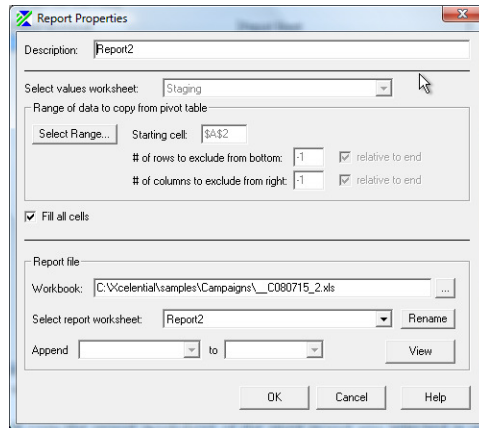 Report Properties
Description: Report2
Select values worksheet: Staging
Range of data to copy from pivot table
Select Range... Starting cell: $A$2
# of rows to exclude from bottom: -1 relative to end
# of columns to exclude from right: -1 relative to end
Fill all cells
Report file
Workbook: C:\Xcelential\samples\Campaigns\__C080715_2.xls ...
Select report worksheet: Report2 Rename
Append to View
OK Cancel Help